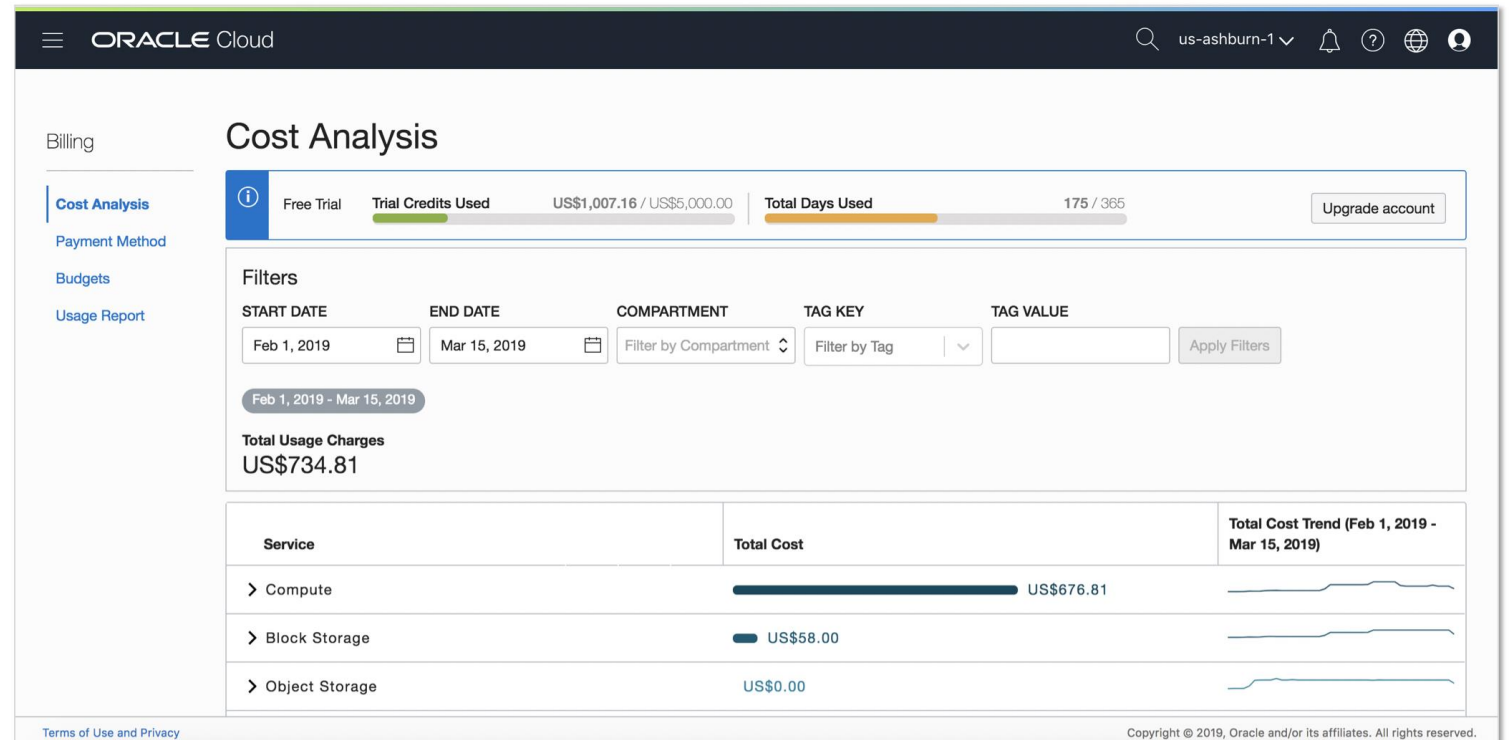 ORACLE Cloud
us-ashburn-1
Billing
Cost Analysis
Payment Method
Budgets
Usage Report
Cost Analysis
Free Trial
Trial Credits Used US$1,007.16 / US$5,000.00
Total Days Used 175 / 365
Upgrade account
Filters
START DATE END DATE COMPARTMENT TAG KEY TAG VALUE
Feb 1, 2019 Mar 15, 2019 Filter by Compartment Filter by Tag Apply Filters
Feb 1, 2019 - Mar 15, 2019
Total Usage Charges
US$734.81
Service Total Cost Total Cost Trend (Feb 1, 2019 -
Mar 15, 2019)
Compute US$676.81
Block Storage US$58.00
Object Storage US$0.00
Terms of Use and Privacy Copyright © 2019, Oracle and/or its affiliates. All rights reserved.